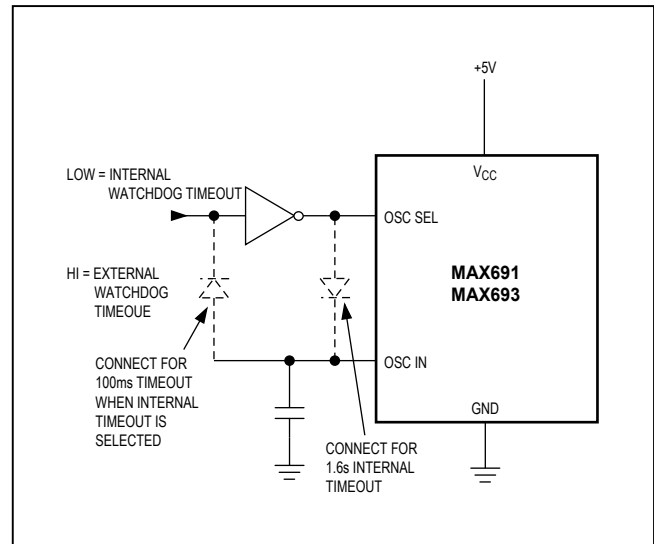 +5V
LOW = INTERNAL
WATCHDOG TIMEOUT
VCC
OSC SEL
MAX691
MAX693
HI = EXTERNAL
WATCHDOG
TIMEOUE
CONNECT FOR
100ms TIMEOUT
WHEN INTERNAL
TIMEOUT IS
SELECTED
OSC IN
GND
CONNECT FOR
1.6s INTERNAL
TIMEOUT